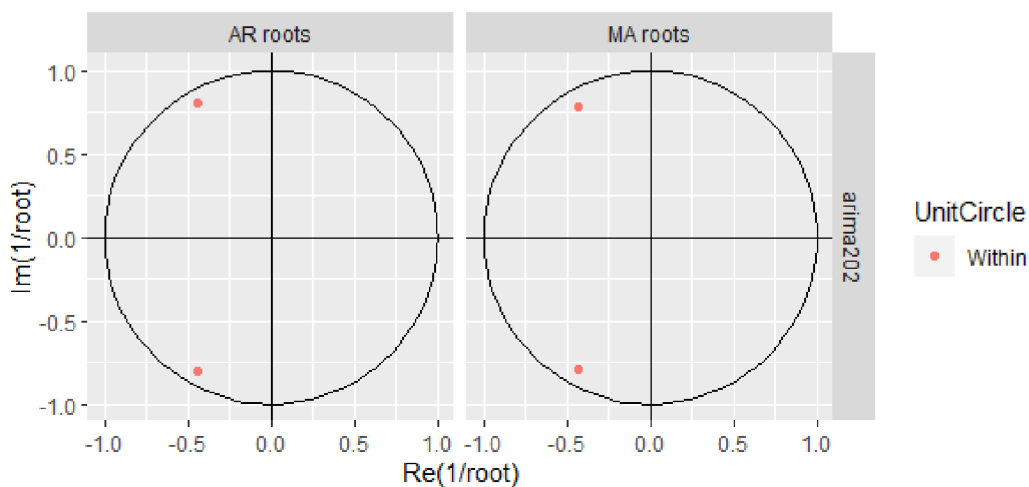 AR roots
MA roots
1.0
0.5
0.0
-0.5
-1.0
Im(1/root)
-1.0 -0.5 0.0 0.5 1.0
-1.0 -0.5 0.0 0.5 1.0
Re(1/root)
arima202
UnitCircle
Within